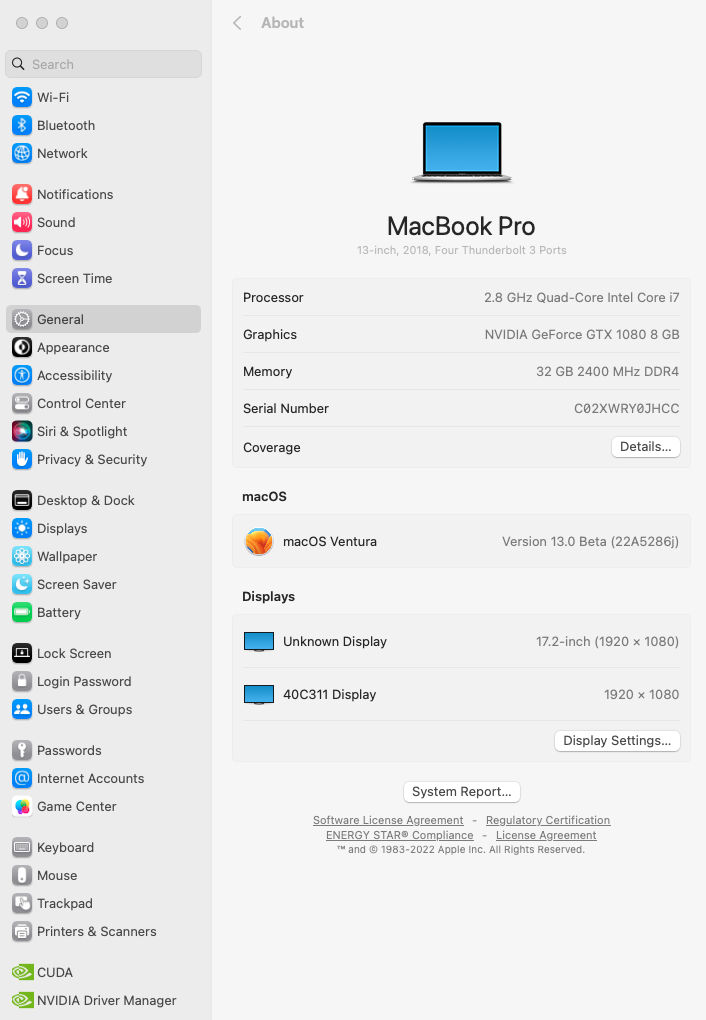 About
Search
Wi-Fi
Bluetooth
Network
Notifications
Sound
Focus
Screen Time
General
Appearance
Accessibility
Control Center
Siri & Spotlight
Privacy & Security
Desktop & Dock
Displays
Wallpaper
Screen Saver
Battery
Lock Screen
Login Password
Users & Groups
Passwords
Internet Accounts
Game Center
Keyboard
Mouse
Trackpad
Printers & Scanners
CUDA
NVIDIA Driver Manager
MacBook Pro
13-inch, 2018, Four Thunderbolt 3 Ports
Processor 2.8 GHz Quad-Core Intel Core i7
Graphics NVIDIA GeForce GTX 1080 8 GB
Memory 32 GB 2400 MHz DDR4
Serial Number C02XWRY0JHCC
Coverage Details...
macOS
macOS Ventura Version 13.0 Beta (22A5286j)
Displays
Unknown Display 17.2-inch (1920 × 1080)
40C311 Display 1920 × 1080
Display Settings...
System Report...
Software License Agreement - Regulatory Certification
ENERGY STAR® Compliance - License Agreement
™ and © 1983-2022 Apple Inc. All Rights Reserved.